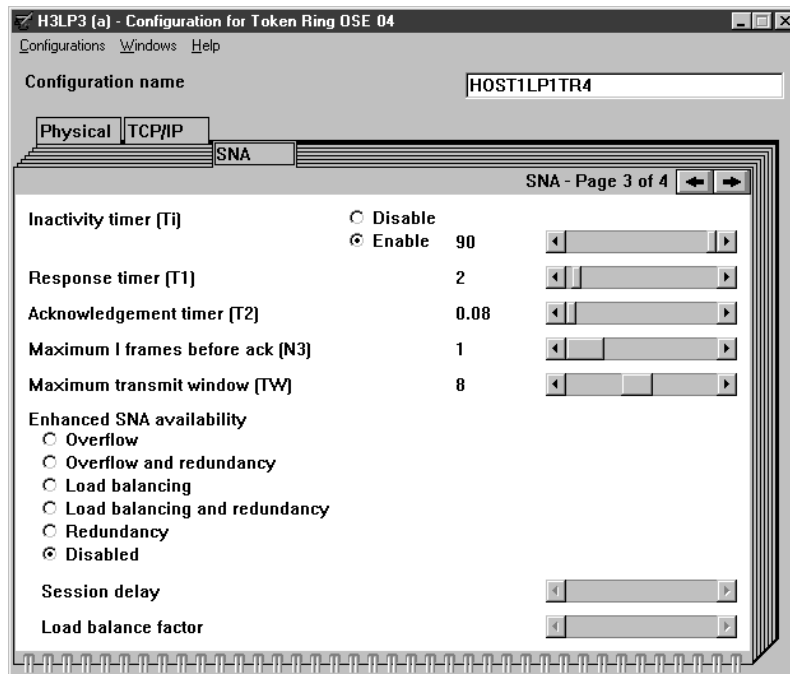 H3LP3 (a) - Configuration for Token Ring OSE 04
Configurations Windows Help
Configuration name HOST1LP1TR4
Physical TCP/IP
SNA
SNA - Page 3 of 4
Inactivity timer (Ti) Disable
Enable 90
Response timer (T1) 2
Acknowledgement timer (T2) 0.08
Maximum I frames before ack (N3) 1
Maximum transmit window (TW) 8
Enhanced SNA availability
Overflow
Overflow and redundancy
Load balancing
Load balancing and redundancy
Redundancy
Disabled
Session delay
Load balance factor